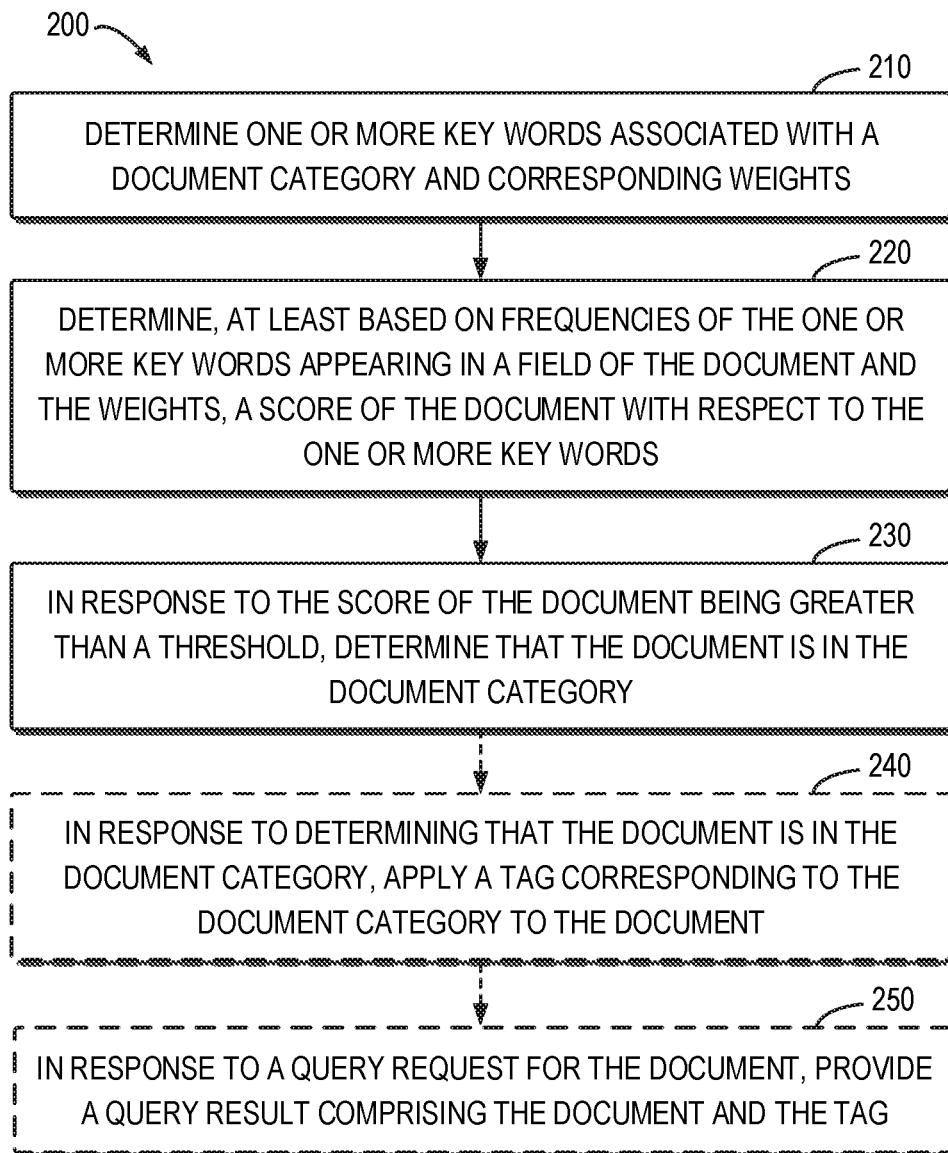 200
210
DETERMINE ONE OR MORE KEY WORDS ASSOCIATED WITH A
DOCUMENT CATEGORY AND CORRESPONDING WEIGHTS
220
DETERMINE, AT LEAST BASED ON FREQUENCIES OF THE ONE OR
MORE KEY WORDS APPEARING IN A FIELD OF THE DOCUMENT AND
THE WEIGHTS, A SCORE OF THE DOCUMENT WITH RESPECT TO THE
ONE OR MORE KEY WORDS
230
IN RESPONSE TO THE SCORE OF THE DOCUMENT BEING GREATER
THAN A THRESHOLD, DETERMINE THAT THE DOCUMENT IS IN THE
DOCUMENT CATEGORY
240
IN RESPONSE TO DETERMINING THAT THE DOCUMENT IS IN THE
DOCUMENT CATEGORY, APPLY A TAG CORRESPONDING TO THE
DOCUMENT CATEGORY TO THE DOCUMENT
250
IN RESPONSE TO A QUERY REQUEST FOR THE DOCUMENT, PROVIDE
A QUERY RESULT COMPRISING THE DOCUMENT AND THE TAG